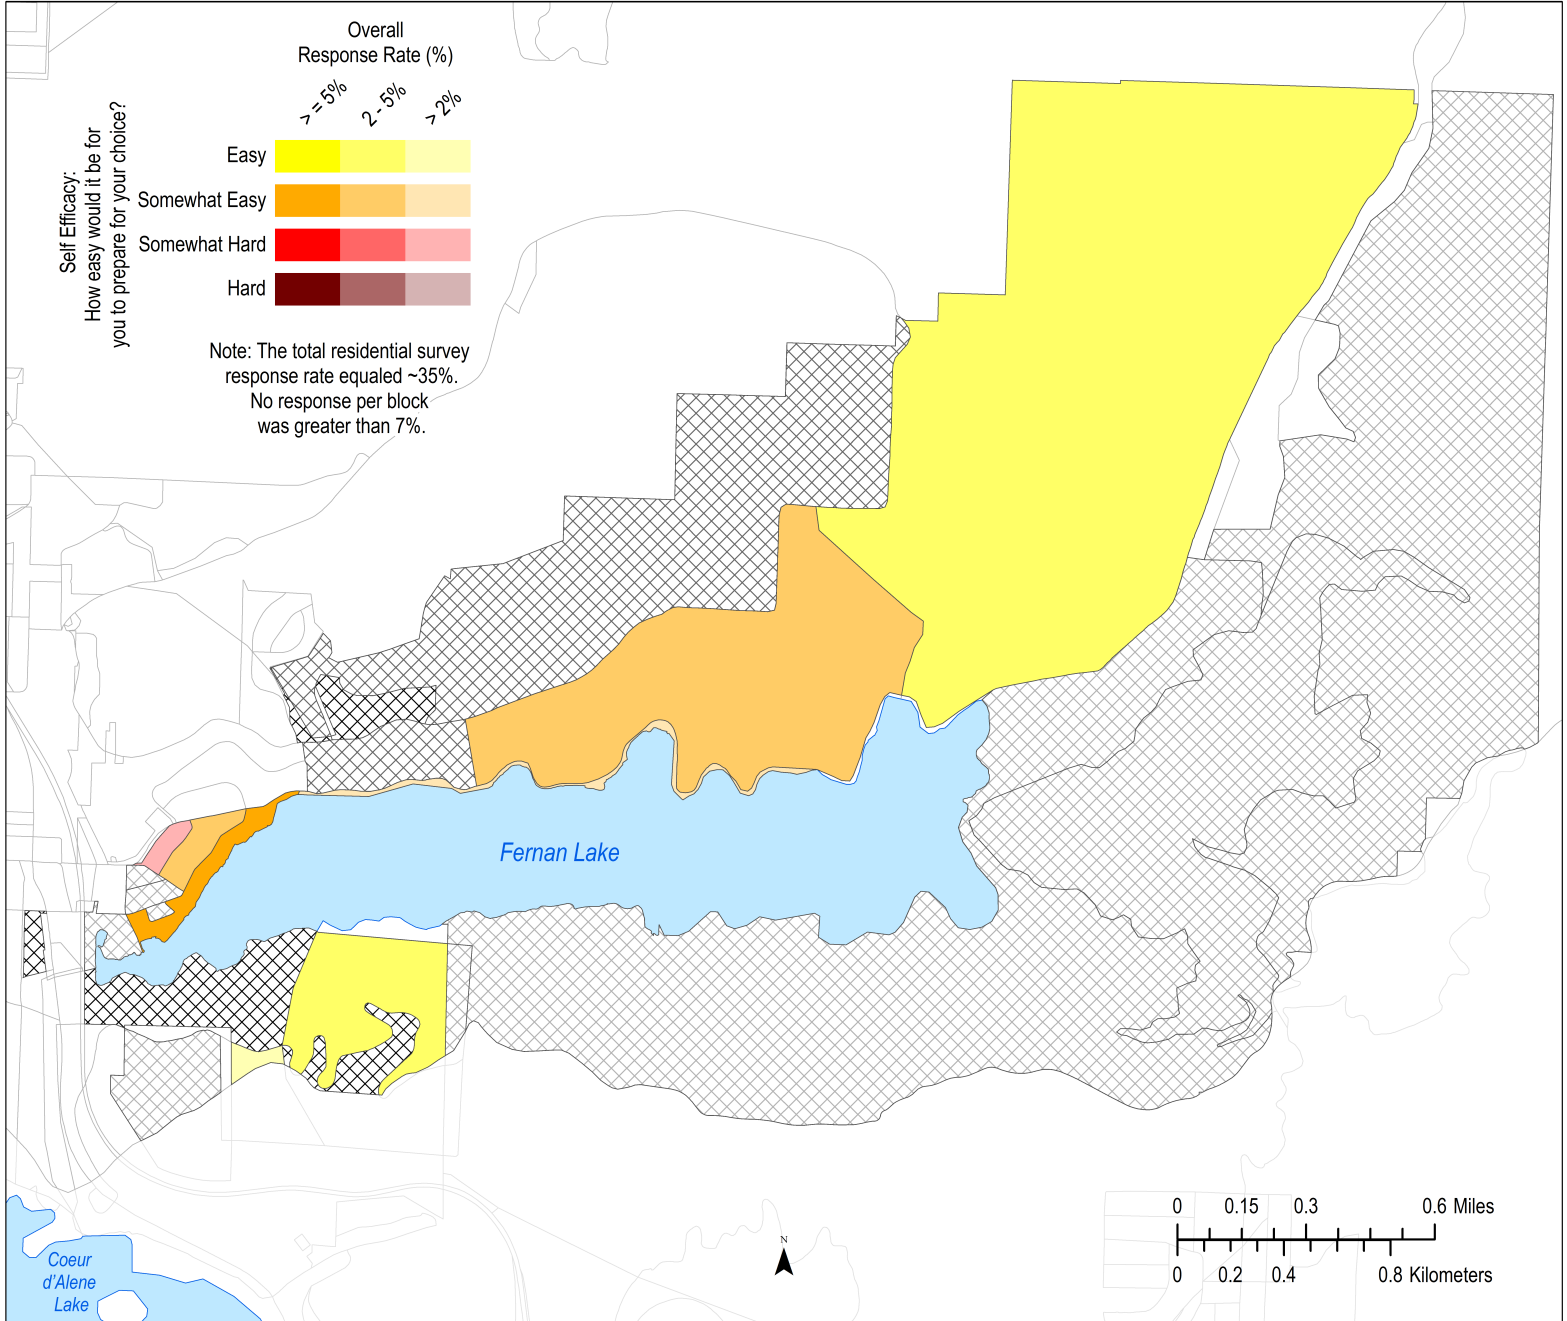 Overall
Response Rate (%)
> = 5%
2 - 5%
> 2%
Self Efficacy:
How easy would it be for
you to prepare for your choice?
Easy
Somewhat Easy
Somewhat Hard
Hard
Note: The total residential survey
response rate equaled ~35%.
No response per block
was greater than 7%.
Fernan Lake
Coeur
d'Alene
Lake
N
0 0.15 0.3 0.6 Miles
0 0.2 0.4 0.8 Kilometers